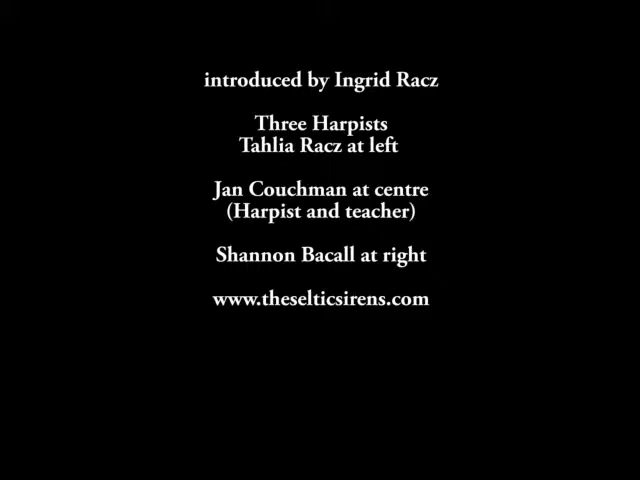 introduced by Ingrid Racz
Three Harpists
Tahlia Racz at left
Jan Couchman at centre
(Harpist and teacher)
Shannon Bacall at right
www.theselticsirens.com